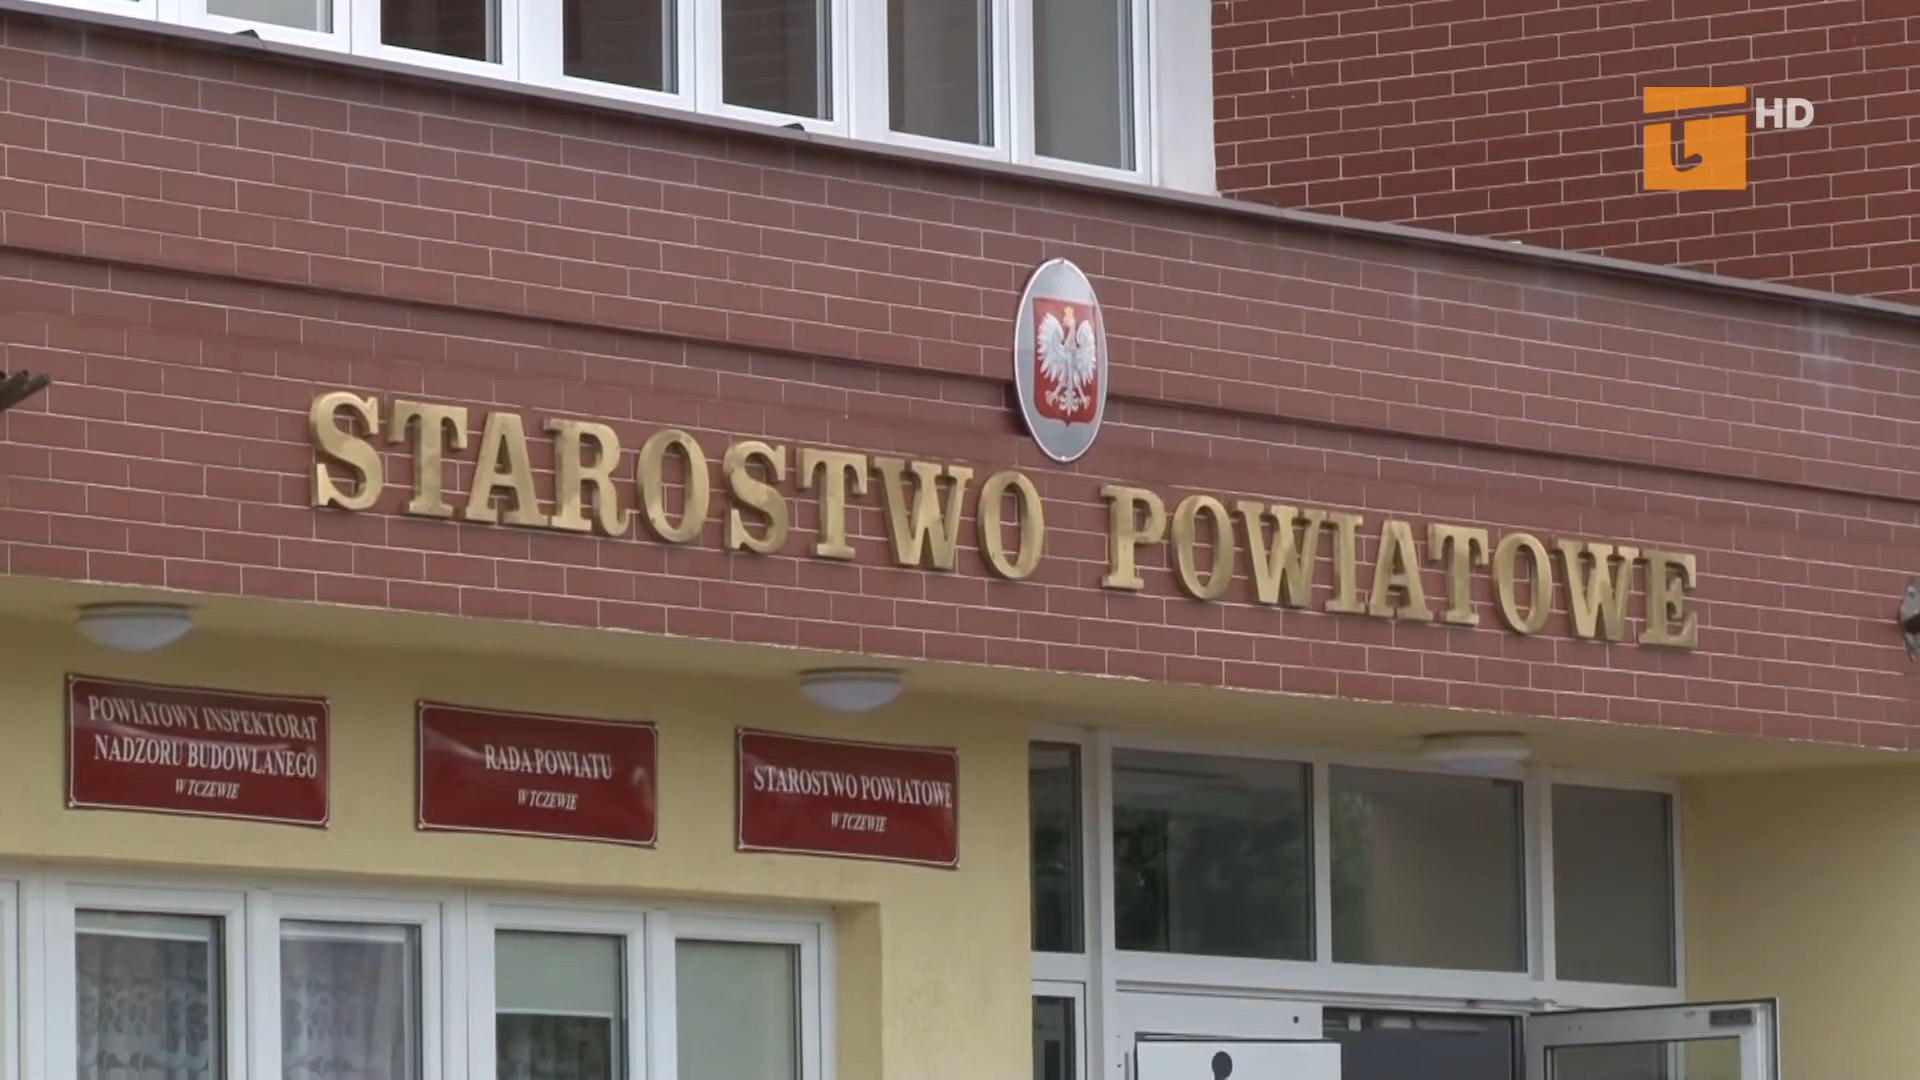 HD
STAROSTWO POWIATOWE
POWIATOWY INSPEKTORAT
NADZORU BUDOWLANEGO
W TCZEWIE
RADA POWIATU
W TCZEWIE
STAROSTWO POWIATOWE
W TCZEWIE